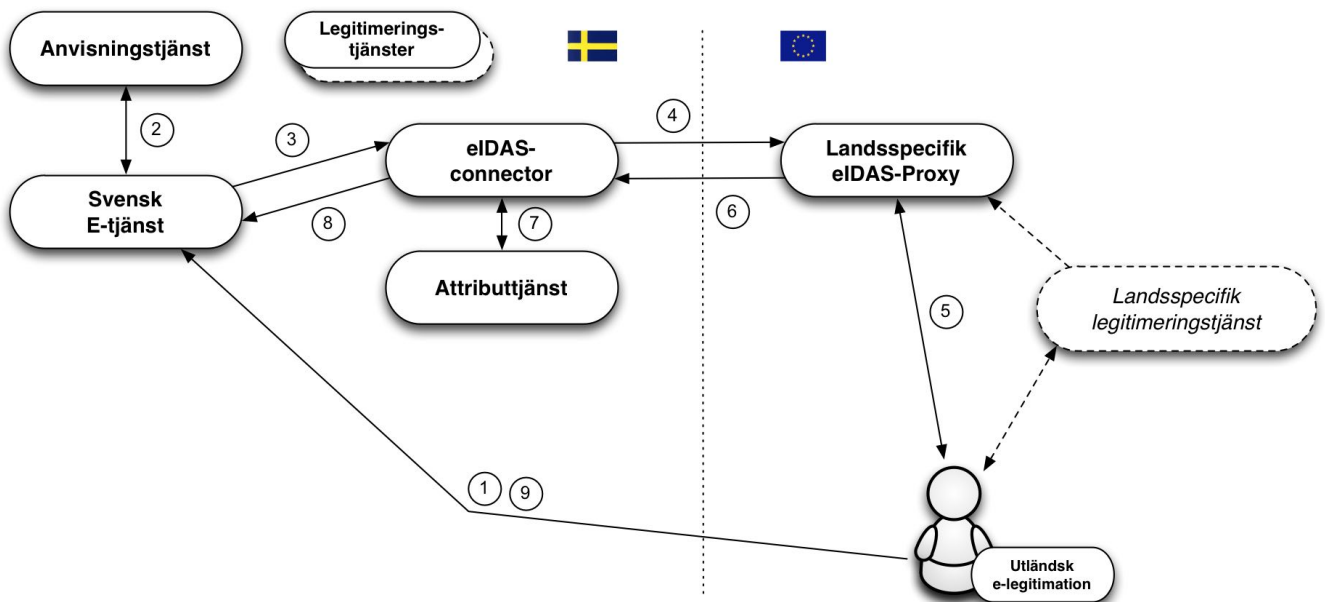 Anvisningstjänst
Legitimerings-
tjänster
2
3
4
eIDAS-
connector
Landsspecifik
eIDAS-Proxy
Svensk
E-tjänst
8
7
6
Attributtjänst
5
Landsspecifik
legitimeringstjänst
1
9
Utländsk
e-legitimation